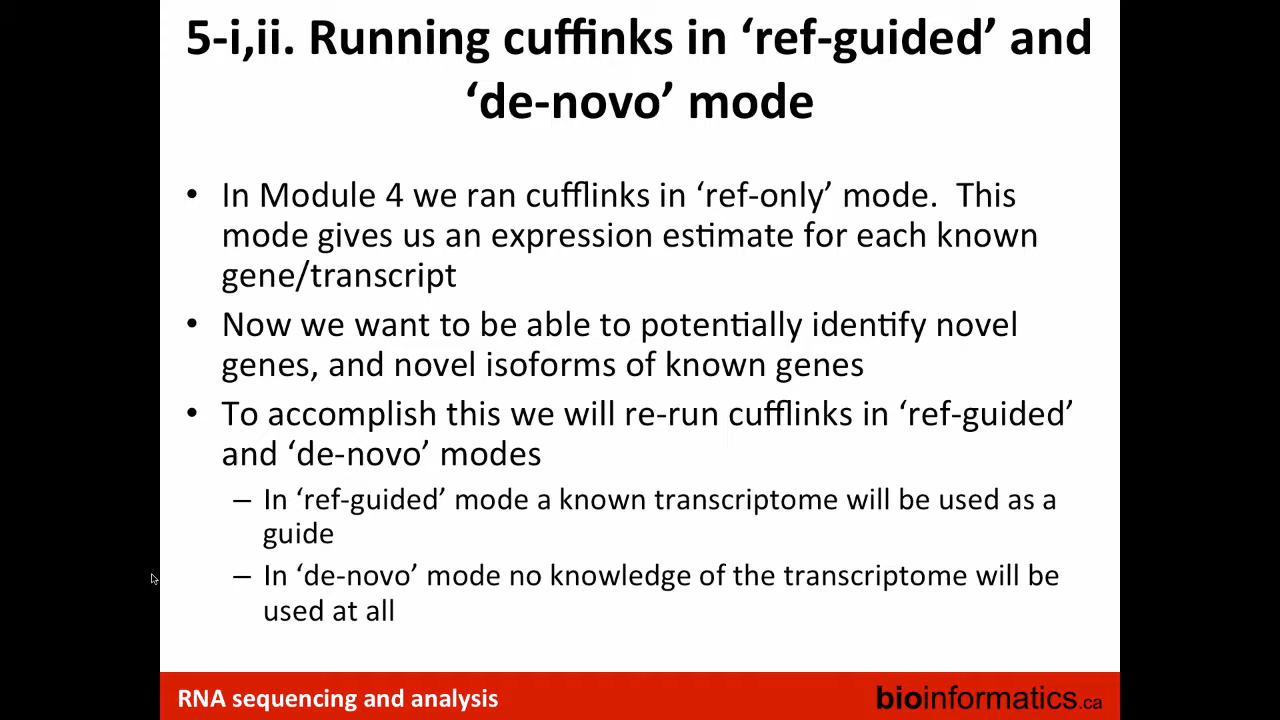 5-i,ii. Running cuffinks in ‘ref-guided’ and
‘de-novo’ mode
• In Module 4 we ran cufflinks in ‘ref-only’ mode.  This
mode gives us an expression estimate for each known
gene/transcript
• Now we want to be able to potentially identify novel
genes, and novel isoforms of known genes
• To accomplish this we will re-run cufflinks in ‘ref-guided’
and ‘de-novo’ modes
– In ‘ref-guided’ mode a known transcriptome will be used as a
guide
– In ‘de-novo’ mode no knowledge of the transcriptome will be
used at all
RNA sequencing and analysis
bioinformatics.ca